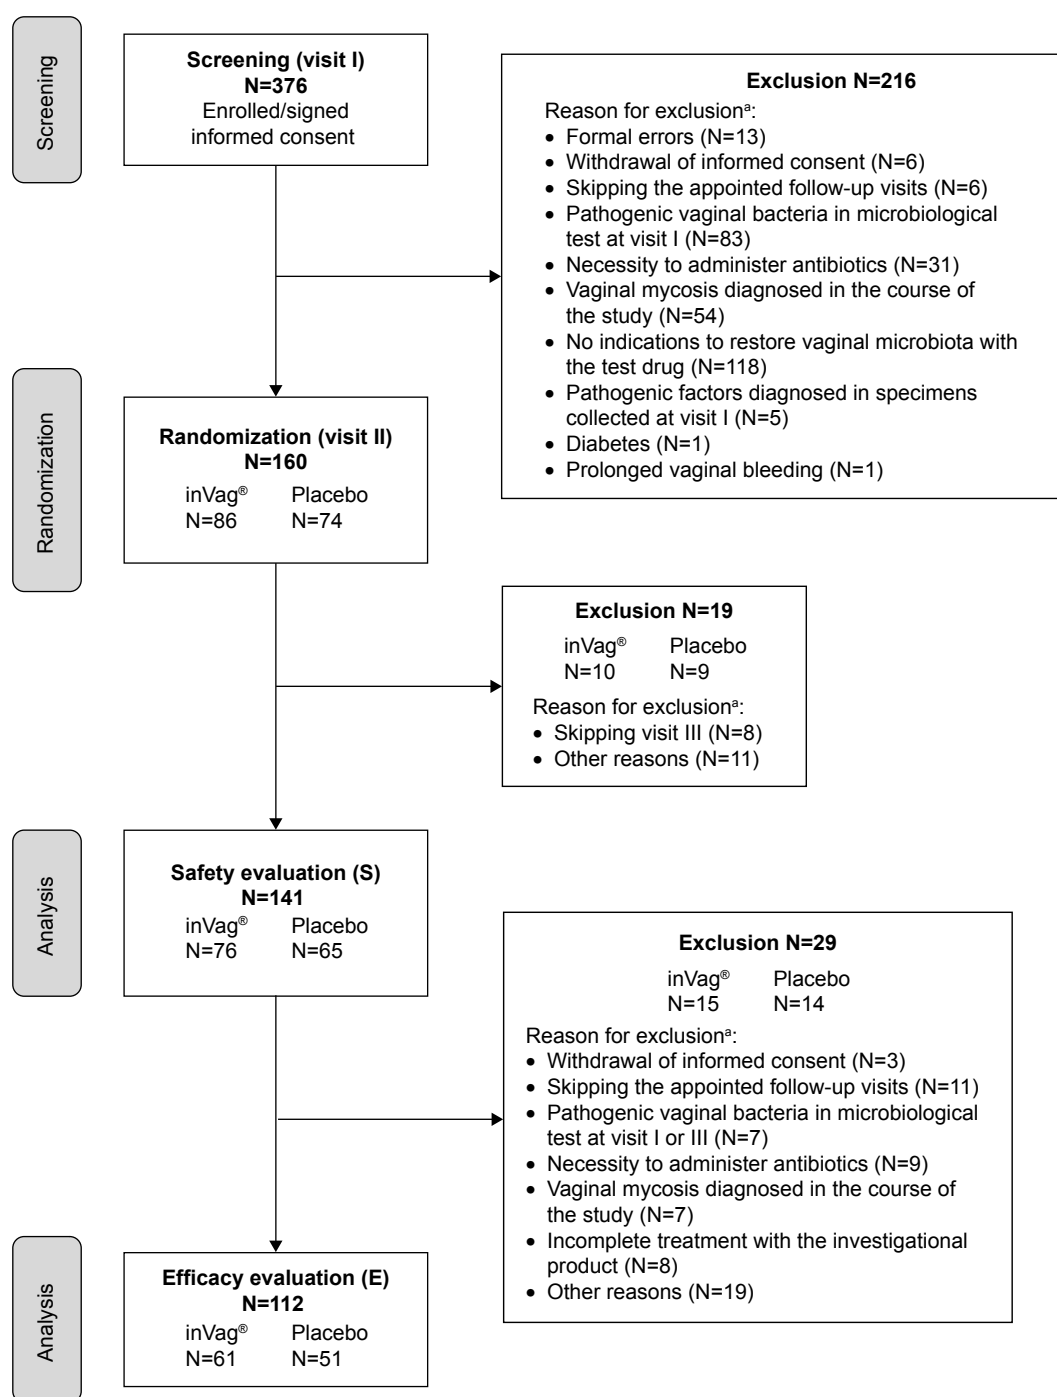 Screening
Screening (visit I)
N=376
Enrolled/signed
informed consent
Exclusion N=216
Reason for exclusionª:
• Formal errors (N=13)
• Withdrawal of informed consent (N=6)
• Skipping the appointed follow-up visits (N=6)
• Pathogenic vaginal bacteria in microbiological
test at visit I (N=83)
• Necessity to administer antibiotics (N=31)
• Vaginal mycosis diagnosed in the course of
the study (N=54)
• No indications to restore vaginal microbiota with
the test drug (N=118)
• Pathogenic factors diagnosed in specimens
collected at visit I (N=5)
• Diabetes (N=1)
• Prolonged vaginal bleeding (N=1)
Randomization
Randomization (visit II)
N=160
inVag® Placebo
N=86 N=74
Exclusion N=19
inVag® Placebo
N=10 N=9
Reason for exclusionª:
• Skipping visit III (N=8)
• Other reasons (N=11)
Analysis
Safety evaluation (S)
N=141
inVag® Placebo
N=76 N=65
Exclusion N=29
inVag® Placebo
N=15 N=14
Reason for exclusionª:
• Withdrawal of informed consent (N=3)
• Skipping the appointed follow-up visits (N=11)
• Pathogenic vaginal bacteria in microbiological
test at visit I or III (N=7)
• Necessity to administer antibiotics (N=9)
• Vaginal mycosis diagnosed in the course of
the study (N=7)
• Incomplete treatment with the investigational
product (N=8)
• Other reasons (N=19)
Analysis
Efficacy evaluation (E)
N=112
inVag® Placebo
N=61 N=51